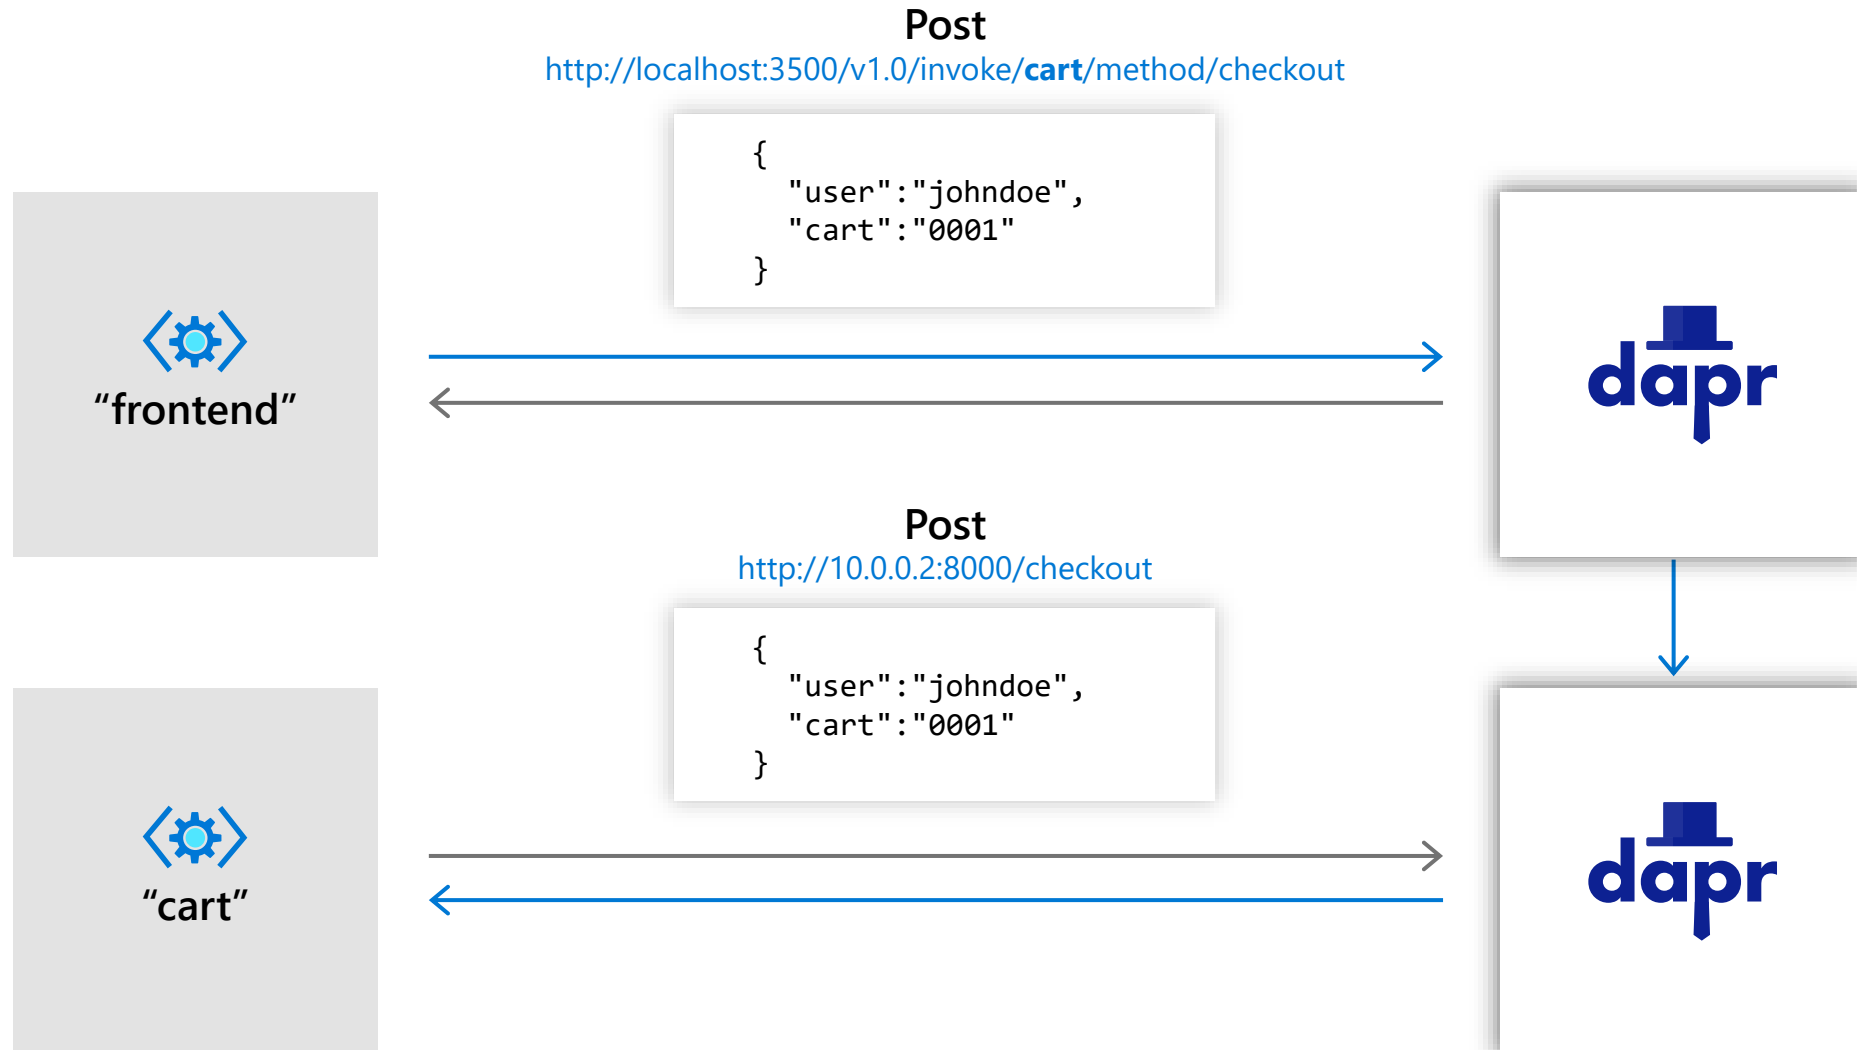 Post
http://localhost:3500/v1.0/invoke/cart/method/checkout
{
"user":"johndoe",
"cart":"0001"
}
“frontend”
dapr
Post
http://10.0.0.2:8000/checkout
{
"user":"johndoe",
"cart":"0001"
}
“cart”
dapr